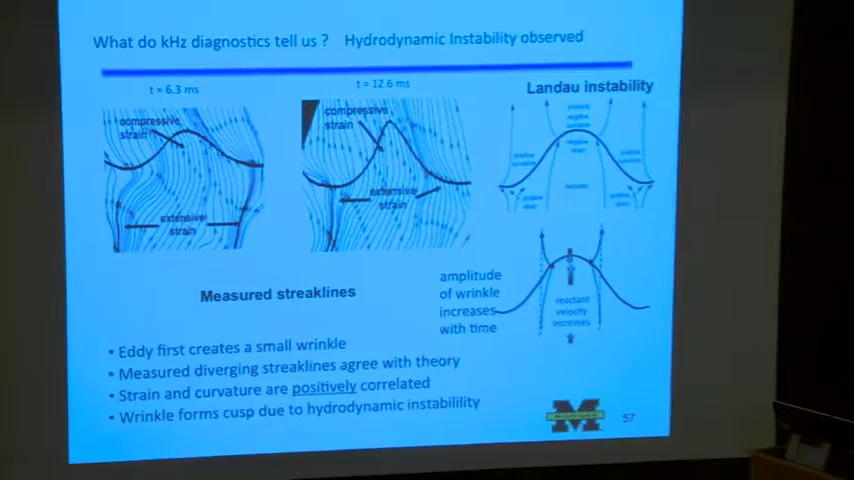 What do kHz diagnostics tell us ? Hydrodynamic Instability observed
t = 6.3 ms
t = 12.6 ms
Landau instability
compressive
strain
compressive
strain
extensive
strain
extensive
strain
Measured streaklines
amplitude
of wrinkle
increases
with time
reactant
velocity
increases
• Eddy first creates a small wrinkle
• Measured diverging streaklines agree with theory
• Strain and curvature are positively correlated
• Wrinkle forms cusp due to hydrodynamic instablility
M
MICHIGAN
57